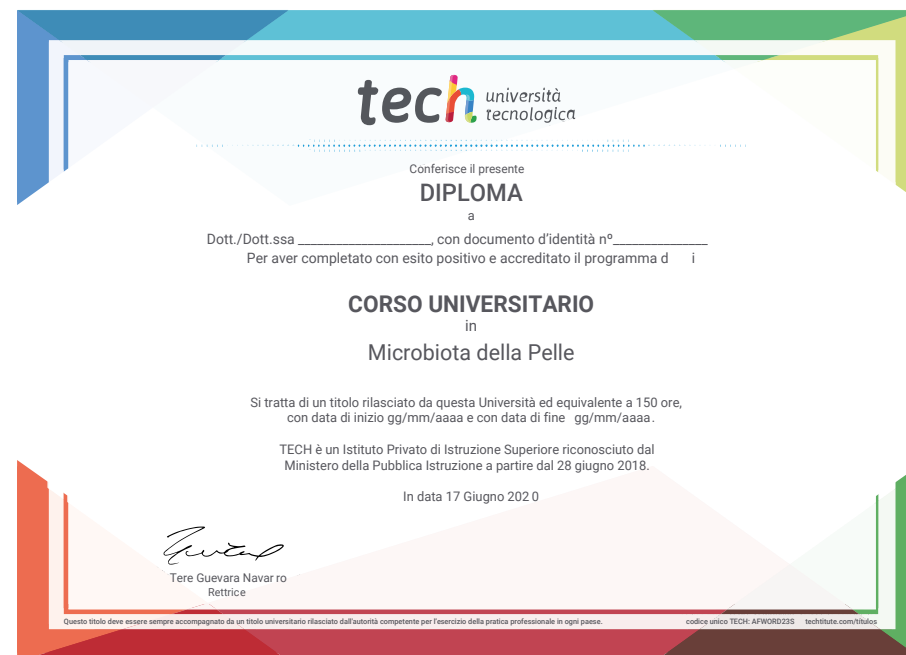 tech università
tecnologica
Conferisce il presente
DIPLOMA
a
Dott./Dott.ssa _____________________, con documento d'identità nº_______________
Per aver completato con esito positivo e accreditato il programma d i
CORSO UNIVERSITARIO
in
Microbiota della Pelle
Si tratta di un titolo rilasciato da questa Università ed equivalente a 150 ore,
con data di inizio gg/mm/aaaa e con data di fine gg/mm/aaaa.
TECH è un Istituto Privato di Istruzione Superiore riconosciuto dal
Ministero della Pubblica Istruzione a partire dal 28 giugno 2018.
In data 17 Giugno 202 0
Tere Guevara Navar ro
Rettrice
Questo titolo deve essere sempre accompagnato da un titolo universitario rilasciato dall'autorità competente per l'esercizio della pratica professionale in ogni paese. codice unico TECH: AFWORD23S techtitute.com/títulos